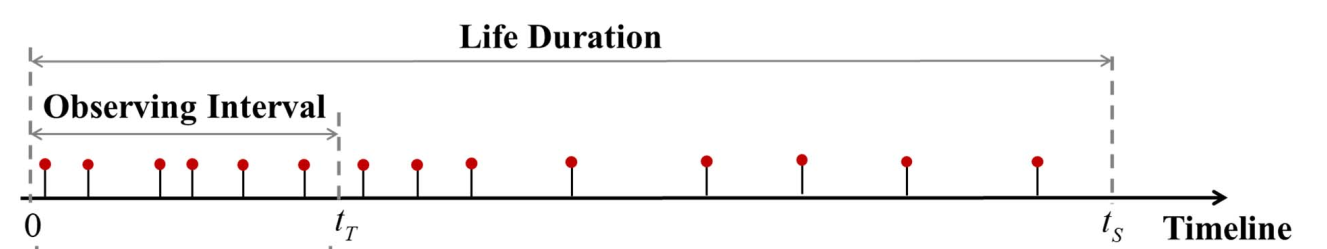 Life Duration
Observing Interval
0
t_T
t_S
Timeline